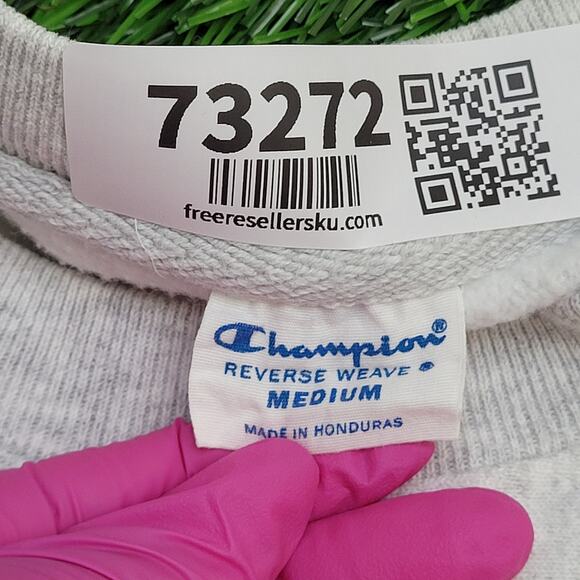 73272
freeresellersku.com
Champion®
REVERSE WEAVE ®
MEDIUM
MADE IN HONDURAS